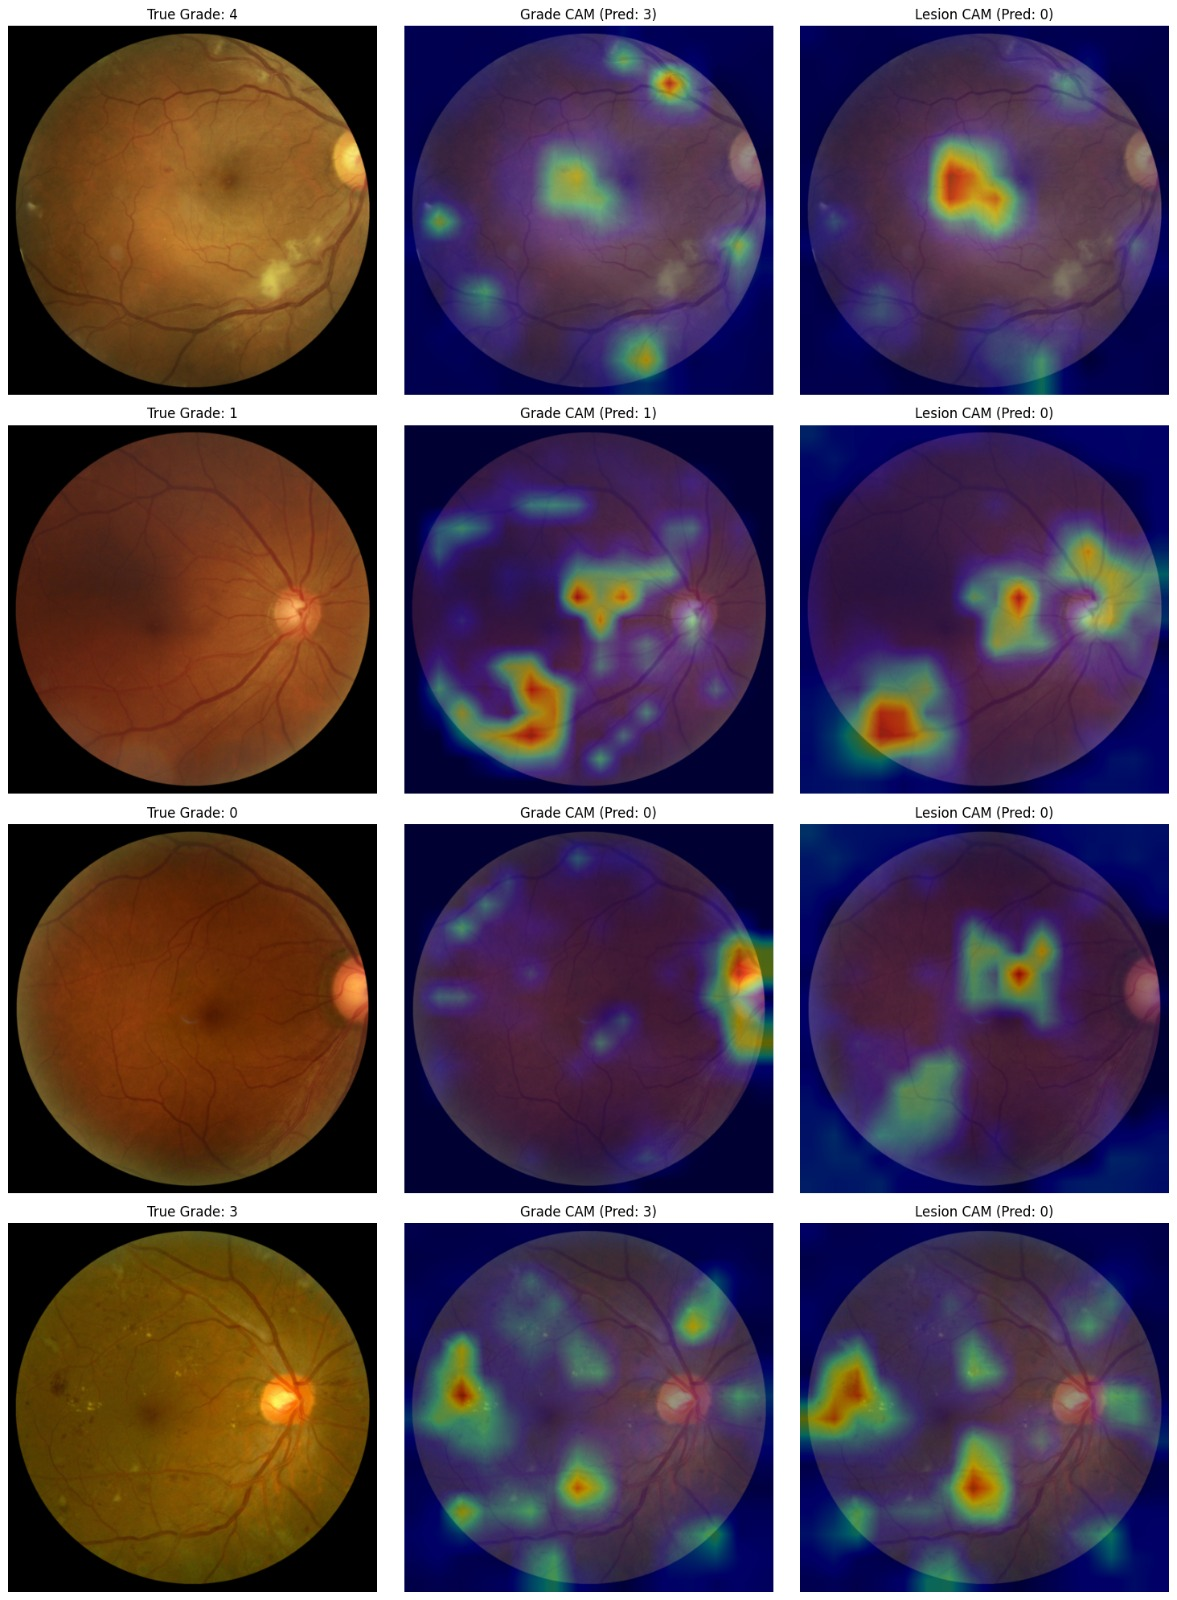 True Grade: 4
Grade CAM (Pred: 3)
Lesion CAM (Pred: 0)
True Grade: 1
Grade CAM (Pred: 1)
Lesion CAM (Pred: 0)
True Grade: 0
Grade CAM (Pred: 0)
Lesion CAM (Pred: 0)
True Grade: 3
Grade CAM (Pred: 3)
Lesion CAM (Pred: 0)